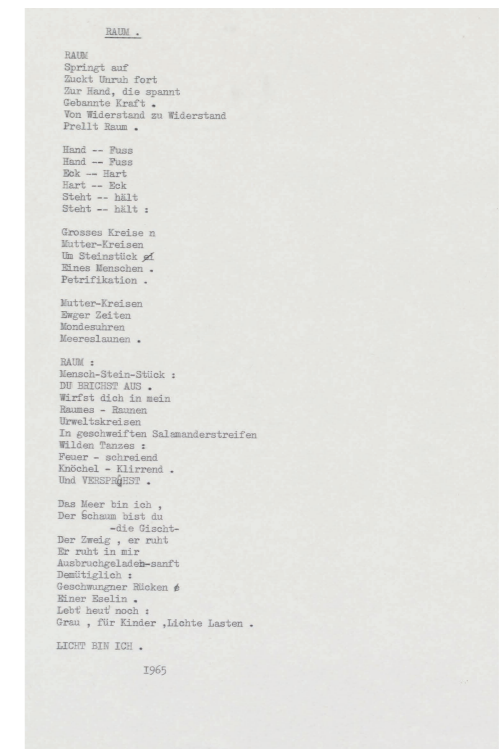 RAUM .
RAUM
Springt auf
Zuckt Unruh fort
Zur Hand, die spannt
Gebannte Kraft .
Von Widerstand zu Widerstand
Prellt Raum .
Hand -- Fuss
Hand -- Fuss
Eck -- Hart
Hart -- Eck
Steht -- hält
Steht -- hält :
Grosses Kreise n
Mutter-Kreisen
Um Steinstück
Eines Menschen .
Petrifikation .
Mutter-Kreisen
Ewger Zeiten
Mondesuhren
Meereslaunen .
RAUM :
Mensch-Stein-Stück :
DU BRICHST AUS .
Wirfst dich in mein
Raumes - Raunen
Urweltskreisen
In geschweiften Salamanderstreifen
Wilden Tanzes :
Feuer - schreiend
Knöchel - Klirrend .
Und VERSPRÜHST .
Das Meer bin ich ,
Der Schaum bist du
-die Gischt-
Der Zweig , er ruht
Er ruht in mir
Ausbruchgeladen-sanft
Demütiglich :
Geschwungner Rücken
Einer Eselin .
Lebt' heut' noch :
Grau , für Kinder ,Lichte Lasten .
LICHT BIN ICH .
1965